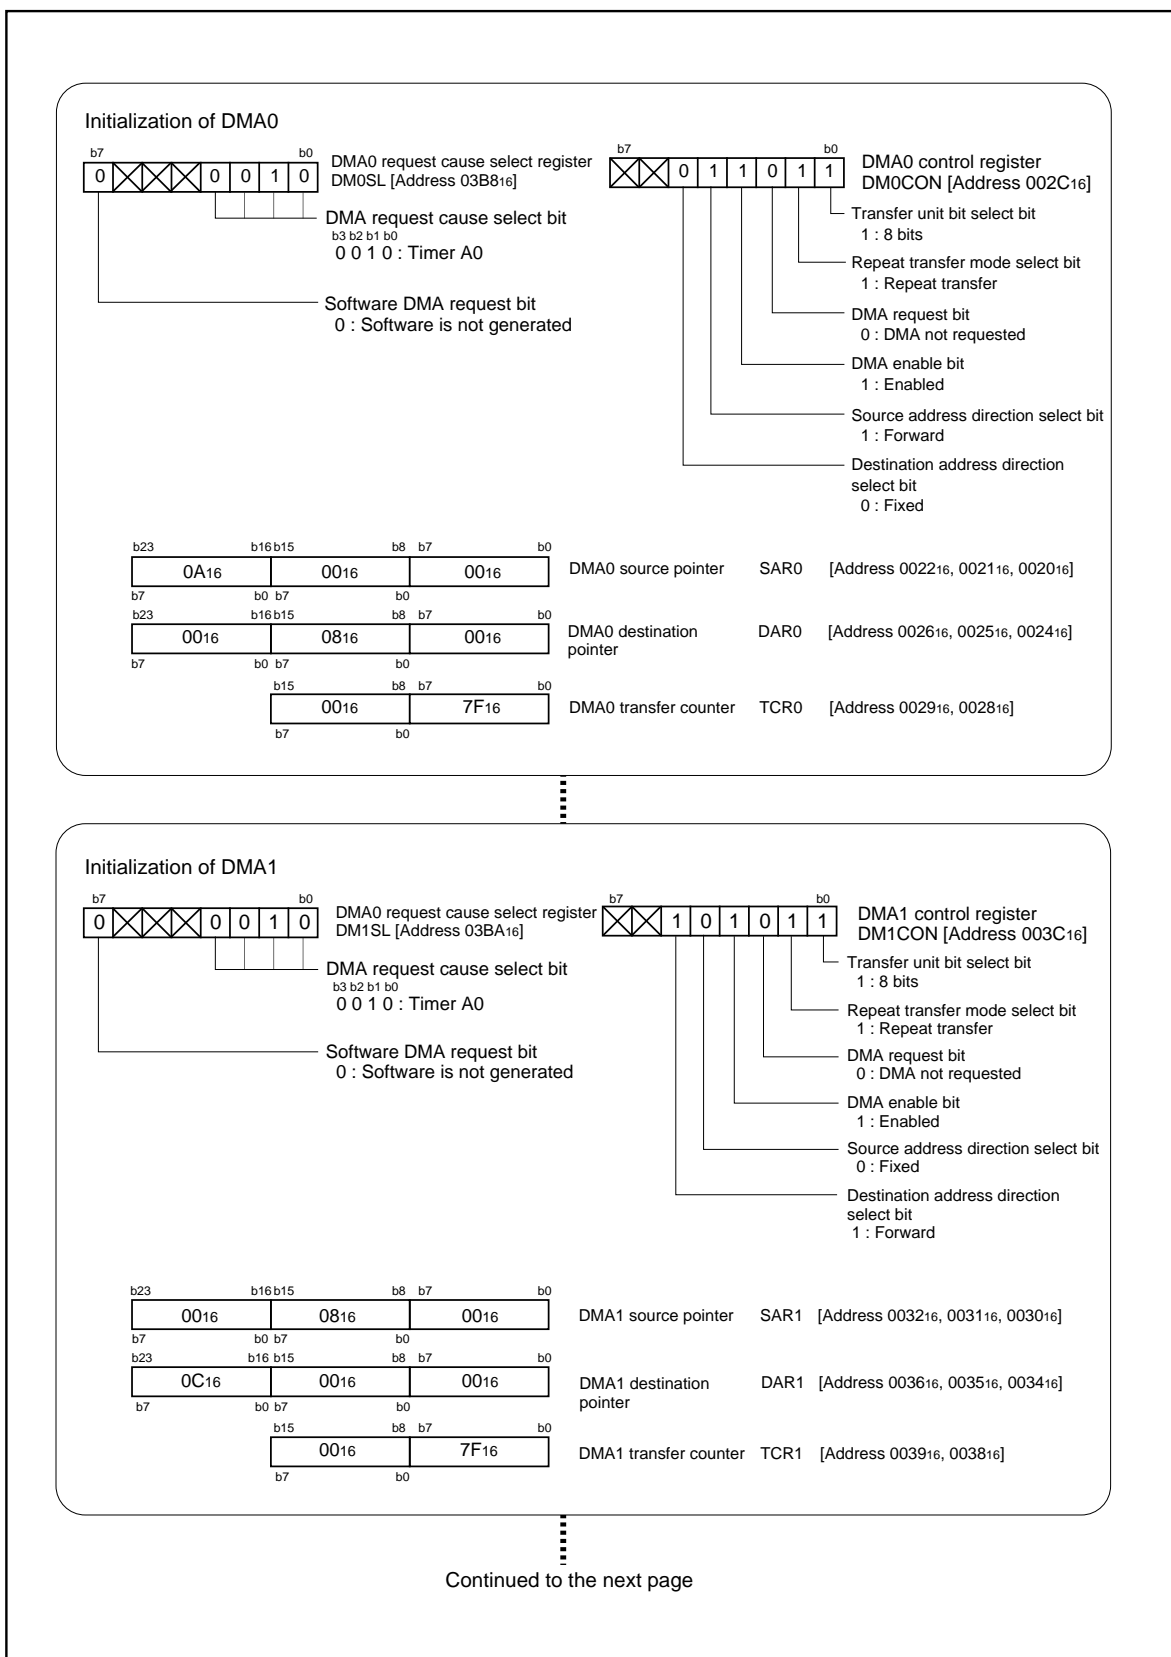 Initialization of DMA0
b7 b0
0 0 0 1 0
DMA0 request cause select register
DM0SL [Address 03B816]
DMA request cause select bit
b3 b2 b1 b0
0 0 1 0 : Timer A0
Software DMA request bit
0 : Software is not generated
b7 b0
0 1 1 0 1 1
DMA0 control register
DM0CON [Address 002C16]
Transfer unit bit select bit
1 : 8 bits
Repeat transfer mode select bit
1 : Repeat transfer
DMA request bit
0 : DMA not requested
DMA enable bit
1 : Enabled
Source address direction select bit
1 : Forward
Destination address direction
select bit
0 : Fixed
b23 b16 b15 b8 b7 b0
0A16 0016 0016 DMA0 source pointer SAR0 [Address 002216, 002116, 002016]
b7 b0 b7 b0
b23 b16 b15 b8 b7 b0
0016 0816 0016 DMA0 destination pointer DAR0 [Address 002616, 002516, 002416]
b7 b0 b7 b0
b15 b8 b7 b0
0016 7F16 DMA0 transfer counter TCR0 [Address 002916, 002816]
b7 b0
Initialization of DMA1
b7 b0
0 0 0 1 0
DMA0 request cause select register
DM1SL [Address 03BA16]
DMA request cause select bit
b3 b2 b1 b0
0 0 1 0 : Timer A0
Software DMA request bit
0 : Software is not generated
b7 b0
1 0 1 0 1 1
DMA1 control register
DM1CON [Address 003C16]
Transfer unit bit select bit
1 : 8 bits
Repeat transfer mode select bit
1 : Repeat transfer
DMA request bit
0 : DMA not requested
DMA enable bit
1 : Enabled
Source address direction select bit
0 : Fixed
Destination address direction
select bit
1 : Forward
b23 b16 b15 b8 b7 b0
0016 0816 0016 DMA1 source pointer SAR1 [Address 003216, 003116, 003016]
b7 b0 b7 b0
b23 b16 b15 b8 b7 b0
0C16 0016 0016 DMA1 destination pointer DAR1 [Address 003616, 003516, 003416]
b7 b0 b7 b0
b15 b8 b7 b0
0016 7F16 DMA1 transfer counter TCR1 [Address 003916, 003816]
b7 b0
Continued to the next page